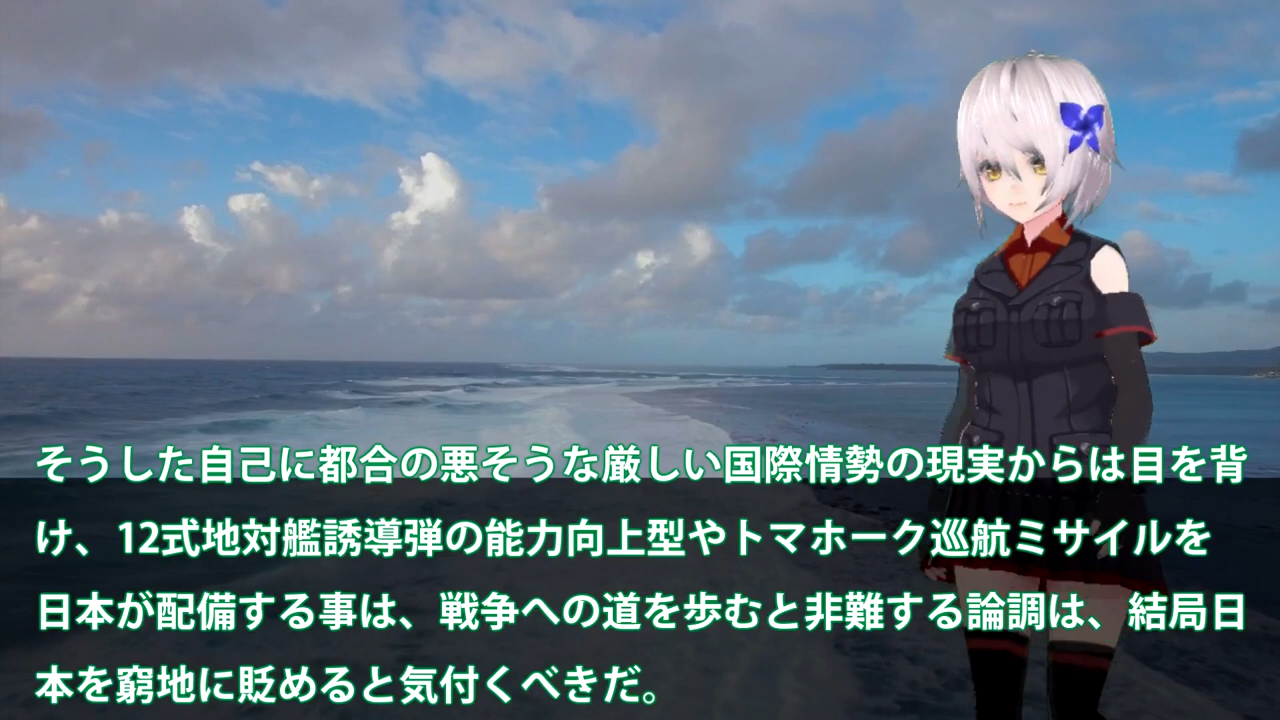 そうした自己に都合の悪そうな厳しい国際情勢の現実からは目を背
け、12式地対艦誘導弾の能力向上型やトマホーク巡航ミサイルを
日本が配備する事は、戦争への道を歩むと非難する論調は、結局日
本を窮地に貶めると気付くべきだ。